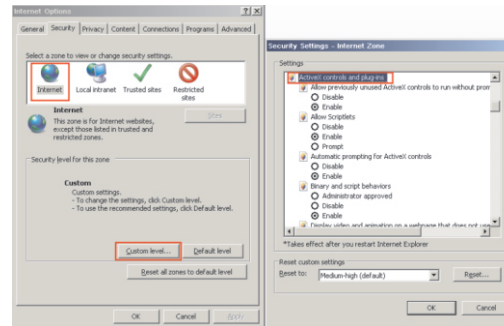 Internet Options
General Security Privacy Content Connections Programs Advanced
Select a zone to view or change security settings.
Internet Local intranet Trusted sites Restricted sites
Internet
This zone is for Internet websites,
except those listed in trusted and
restricted zones.
Sites
Security level for this zone
Custom
Custom settings.
- To change the settings, click Custom level.
- To use the recommended settings, click Default level.
Custom level... Default level
Reset all zones to default level
OK Cancel Apply
Security Settings - Internet Zone
Settings
ActiveX controls and plug-ins
Allow previously unused ActiveX controls to run without prom
Disable
Enable
Allow Scriptlets
Disable
Enable
Prompt
Automatic prompting for ActiveX controls
Disable
Enable
Binary and script behaviors
Administrator approved
Disable
Enable
Display video and animation on a webpage that does not use
*Takes effect after you restart Internet Explorer
Reset custom settings
Reset to: Medium-high (default) Reset...
OK Cancel